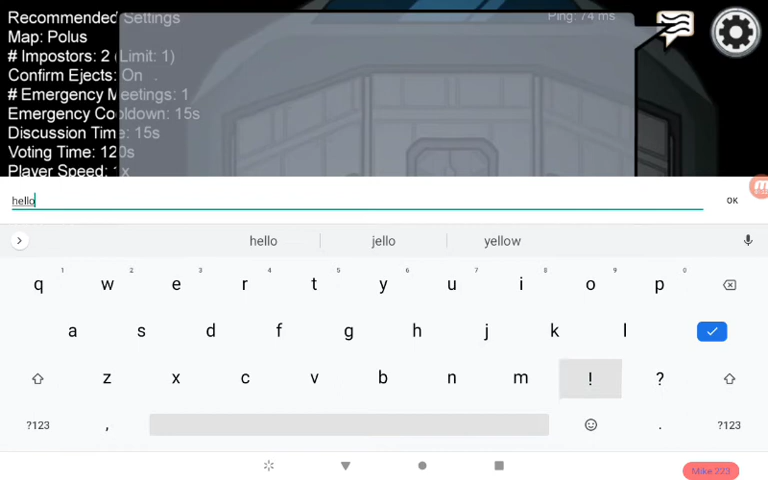 Recommended Settings
Ping: 74 ms
Map: Polus
# Impostors: 2 (Limit: 1)
Confirm Ejects: On
# Emergency Meetings: 1
Emergency Cooldown: 15s
Discussion Time: 15s
Voting Time: 120s
Player Speed: 1x
hello
OK
hello jello yellow
1 2 3 4 5 6 7 8 9 0
q w e r t y u i o p
a s d f g h j k l
z x c v b n m ! ?
?123 , . ?123
Mike 223